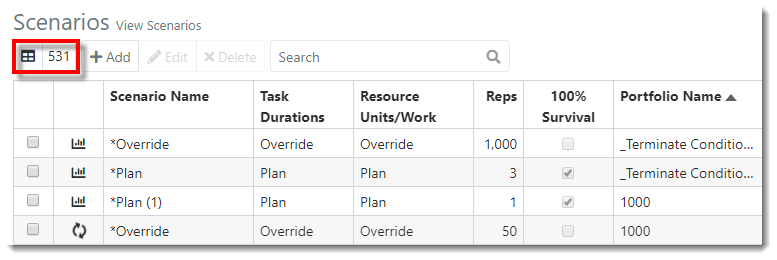 Scenarios View Scenarios
531 Add Edit Delete Search
Scenario Name Task Durations Resource Units/Work Reps 100% Survival Portfolio Name
*Override Override Override 1,000 _Terminate Conditio...
*Plan Plan Plan 3 _Terminate Conditio...
*Plan (1) Plan Plan 1 1000
*Override Override Override 50 1000